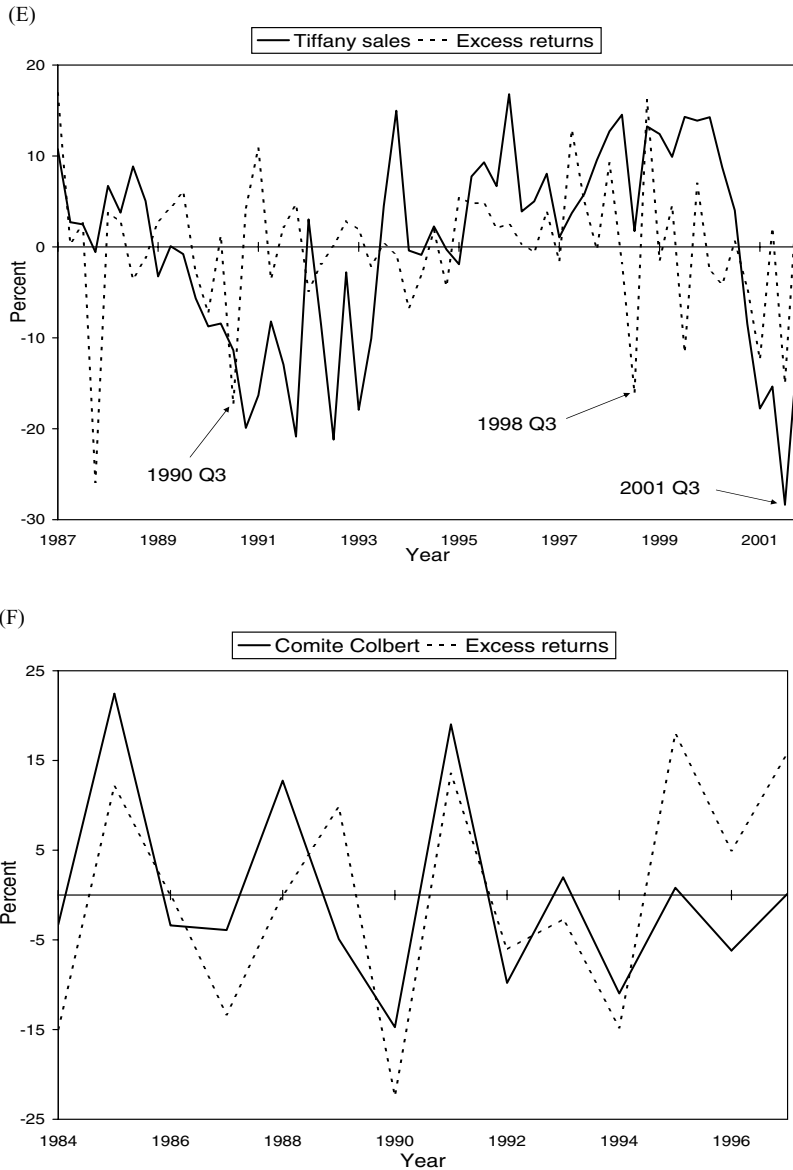 (E)
Tiffany sales Excess returns
20
10
0
-10
-20
-30
Percent
1990 Q3
1998 Q3
2001 Q3
1987 1989 1991 1993 1995 1997 1999 2001
Year
(F)
Comite Colbert Excess returns
25
15
5
-5
-15
-25
Percent
1984 1986 1988 1990 1992 1994 1996
Year